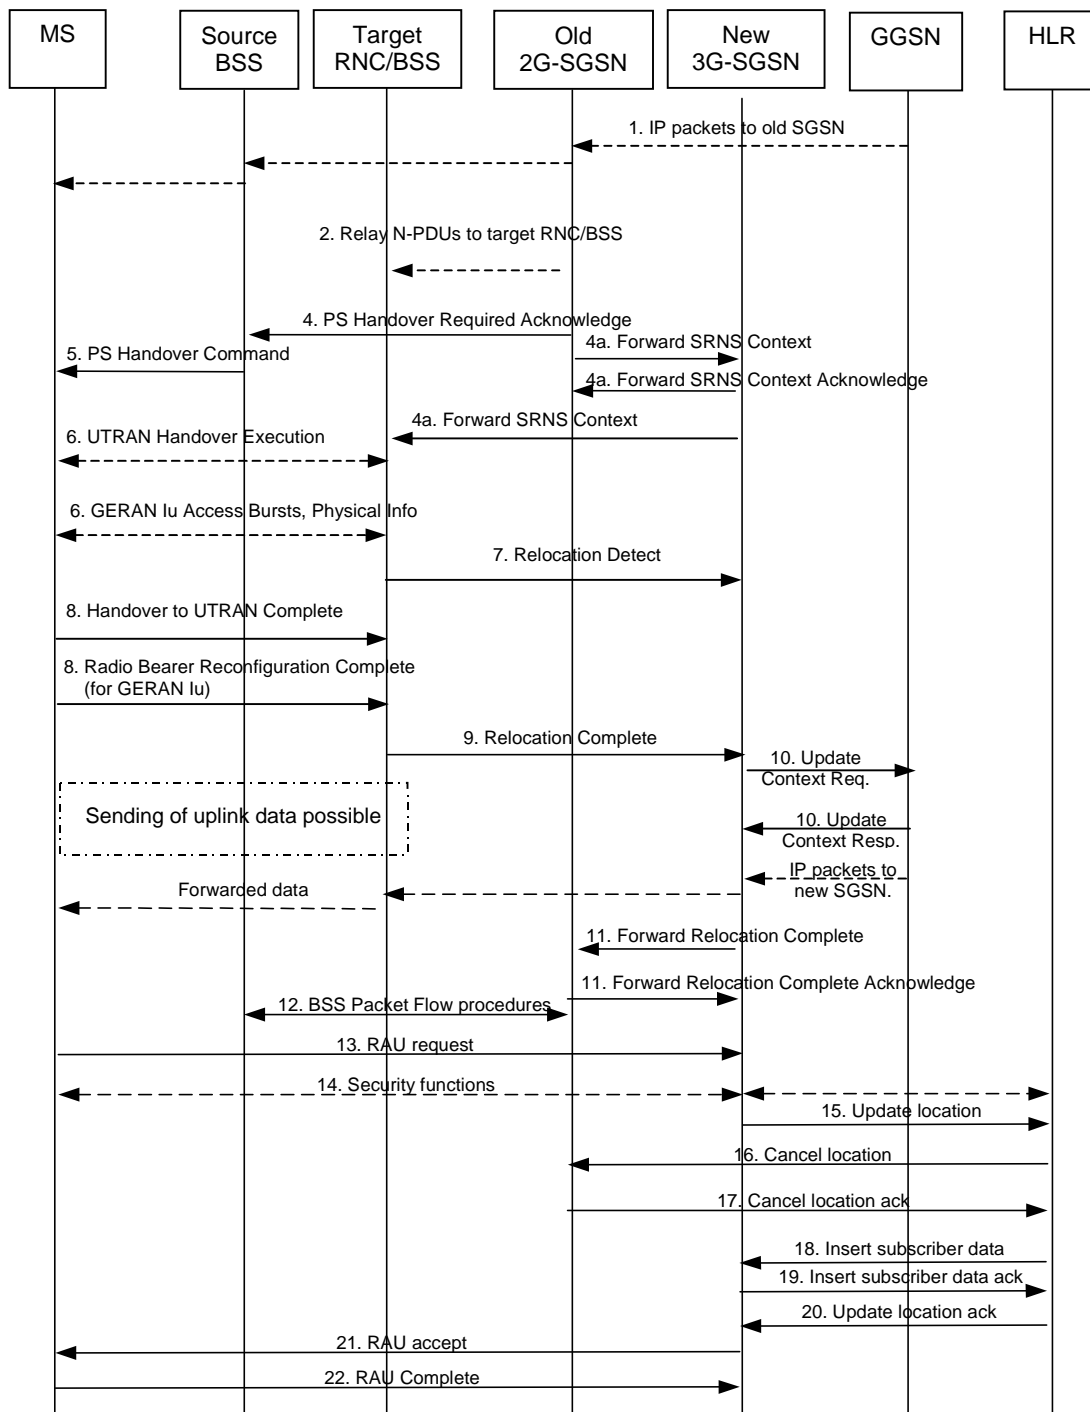 MS
Source
BSS
Target
RNC/BSS
Old
2G-SGSN
New
3G-SGSN
GGSN
HLR
1. IP packets to old SGSN
2. Relay N-PDUs to target RNC/BSS
4. PS Handover Required Acknowledge
4a. Forward SRNS Context
5. PS Handover Command
4a. Forward SRNS Context Acknowledge
4a. Forward SRNS Context
6. UTRAN Handover Execution
6. GERAN Iu Access Bursts, Physical Info
7. Relocation Detect
8. Handover to UTRAN Complete
8. Radio Bearer Reconfiguration Complete
(for GERAN Iu)
9. Relocation Complete
10. Update
Context Req.
Sending of uplink data possible
10. Update
Context Resp.
IP packets to
new SGSN.
Forwarded data
11. Forward Relocation Complete
11. Forward Relocation Complete Acknowledge
12. BSS Packet Flow procedures
13. RAU request
14. Security functions
15. Update location
16. Cancel location
17. Cancel location ack
18. Insert subscriber data
19. Insert subscriber data ack
20. Update location ack
21. RAU accept
22. RAU Complete